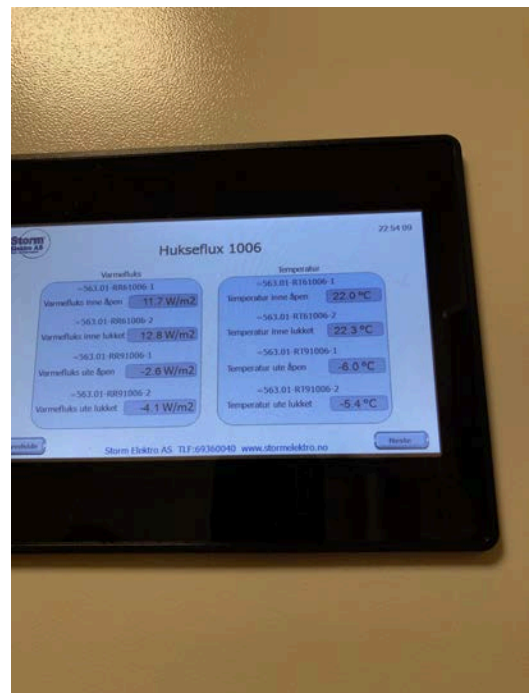 Storm
Elektro AS
22:54:09
Hukseflux 1006
Varmefluks
=563.01-RR61006-1
Varmefluks inne åpen 11.7 W/m2
=563.01-RR61006-2
Varmefluks inne lukket 12.8 W/m2
=563.01-RR91006-1
Varmefluks ute åpen -2.6 W/m2
=563.01-RR91006-2
Varmefluks ute lukket -4.1 W/m2
Temperatur
=563.01-RT61006-1
Temperatur inne åpen 22.0 °C
=563.01-RT61006-2
Temperatur inne lukket 22.3 °C
=563.01-RT91006-1
Temperatur ute åpen -6.0 °C
=563.01-RT91006-2
Temperatur ute lukket -5.4 °C
Storm Elektro AS TLF:69360040 www.stormelektro.no
Neste